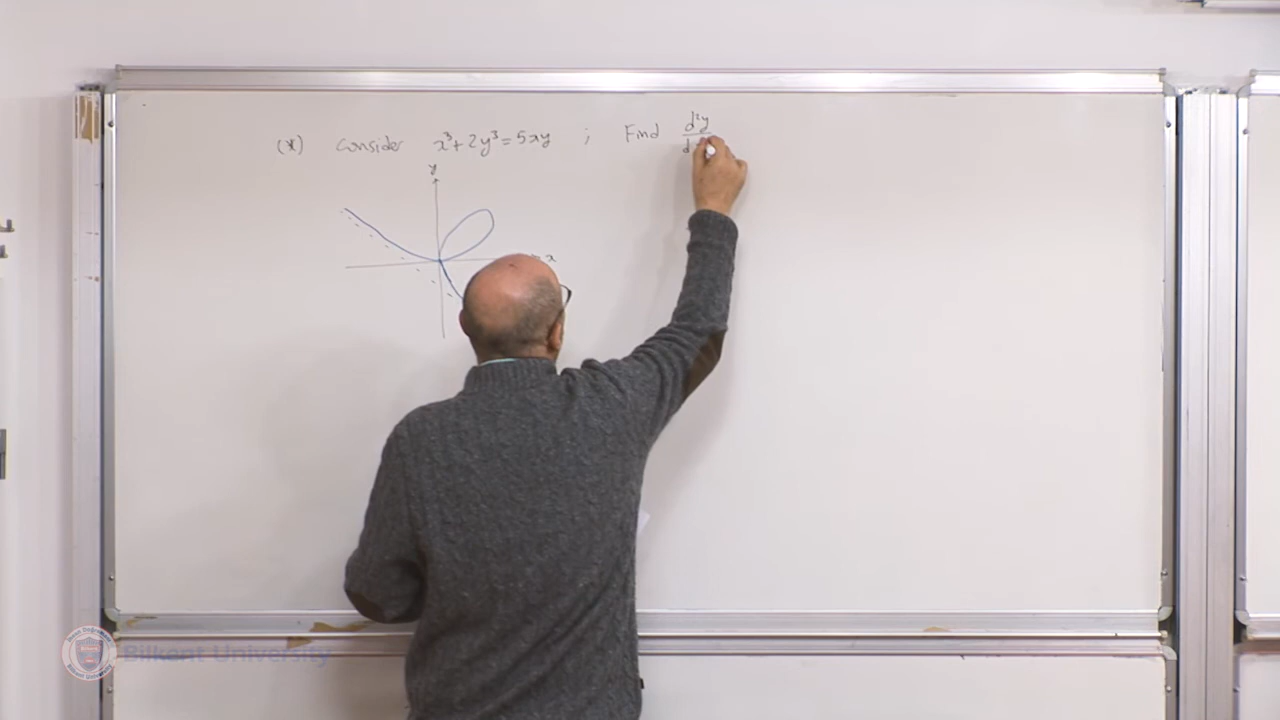 (*) Consider x³ + 2y³ = 5xy ; Find d²y/d
y
x
Bilkent University